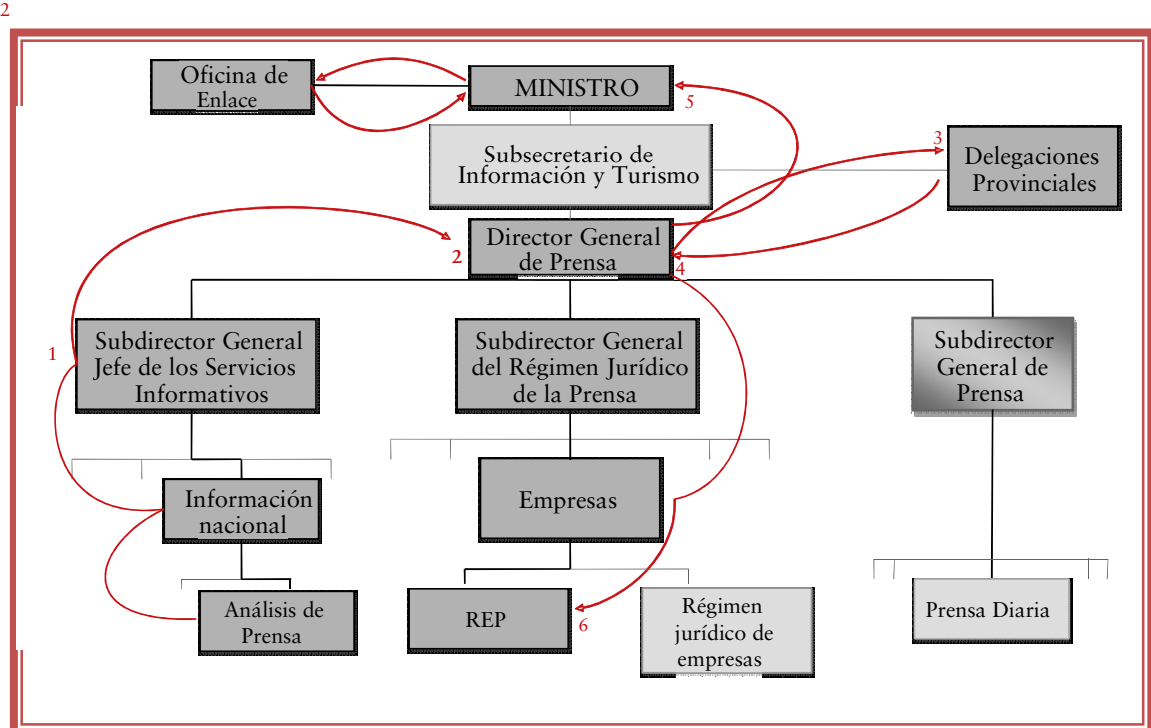 2
Oficina de
Enlace
MINISTRO
5
Subsecretario de
Información y Turismo
3
Delegaciones
Provinciales
Director General
de Prensa
2
4
1
Subdirector General
Jefe de los Servicios
Informativos
Subdirector General
del Régimen Jurídico
de la Prensa
Subdirector
General de
Prensa
Información
nacional
Empresas
Análisis de
Prensa
REP
6
Régimen
jurídico de
empresas
Prensa Diaria